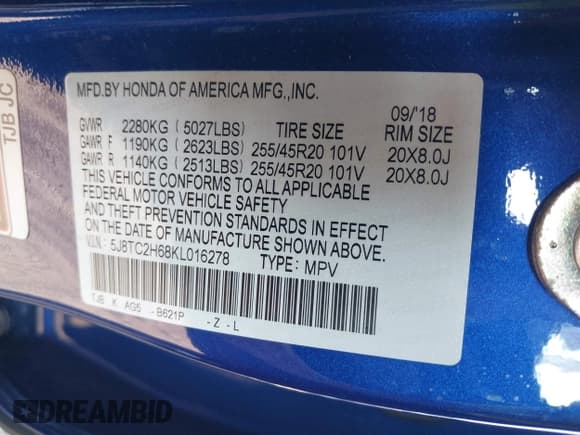 MFD.BY HONDA OF AMERICA MFG.,INC.
09/'18
GVWR 2280KG (5027LBS) TIRE SIZE RIM SIZE
GAWR F 1190KG (2623LBS) 255/45R20 101V 20X8.0J
GAWR R 1140KG (2513LBS) 255/45R20 101V 20X8.0J
THIS VEHICLE CONFORMS TO ALL APPLICABLE
FEDERAL MOTOR VEHICLE SAFETY
AND THEFT PREVENTION STANDARDS IN EFFECT
ON THE DATE OF MANUFACTURE SHOWN ABOVE.
V.I.N.: 5J8TC2H68KL016278 TYPE: MPV
TJB K AG5 -B621P -Z -L
TJB JC
DREAMBID